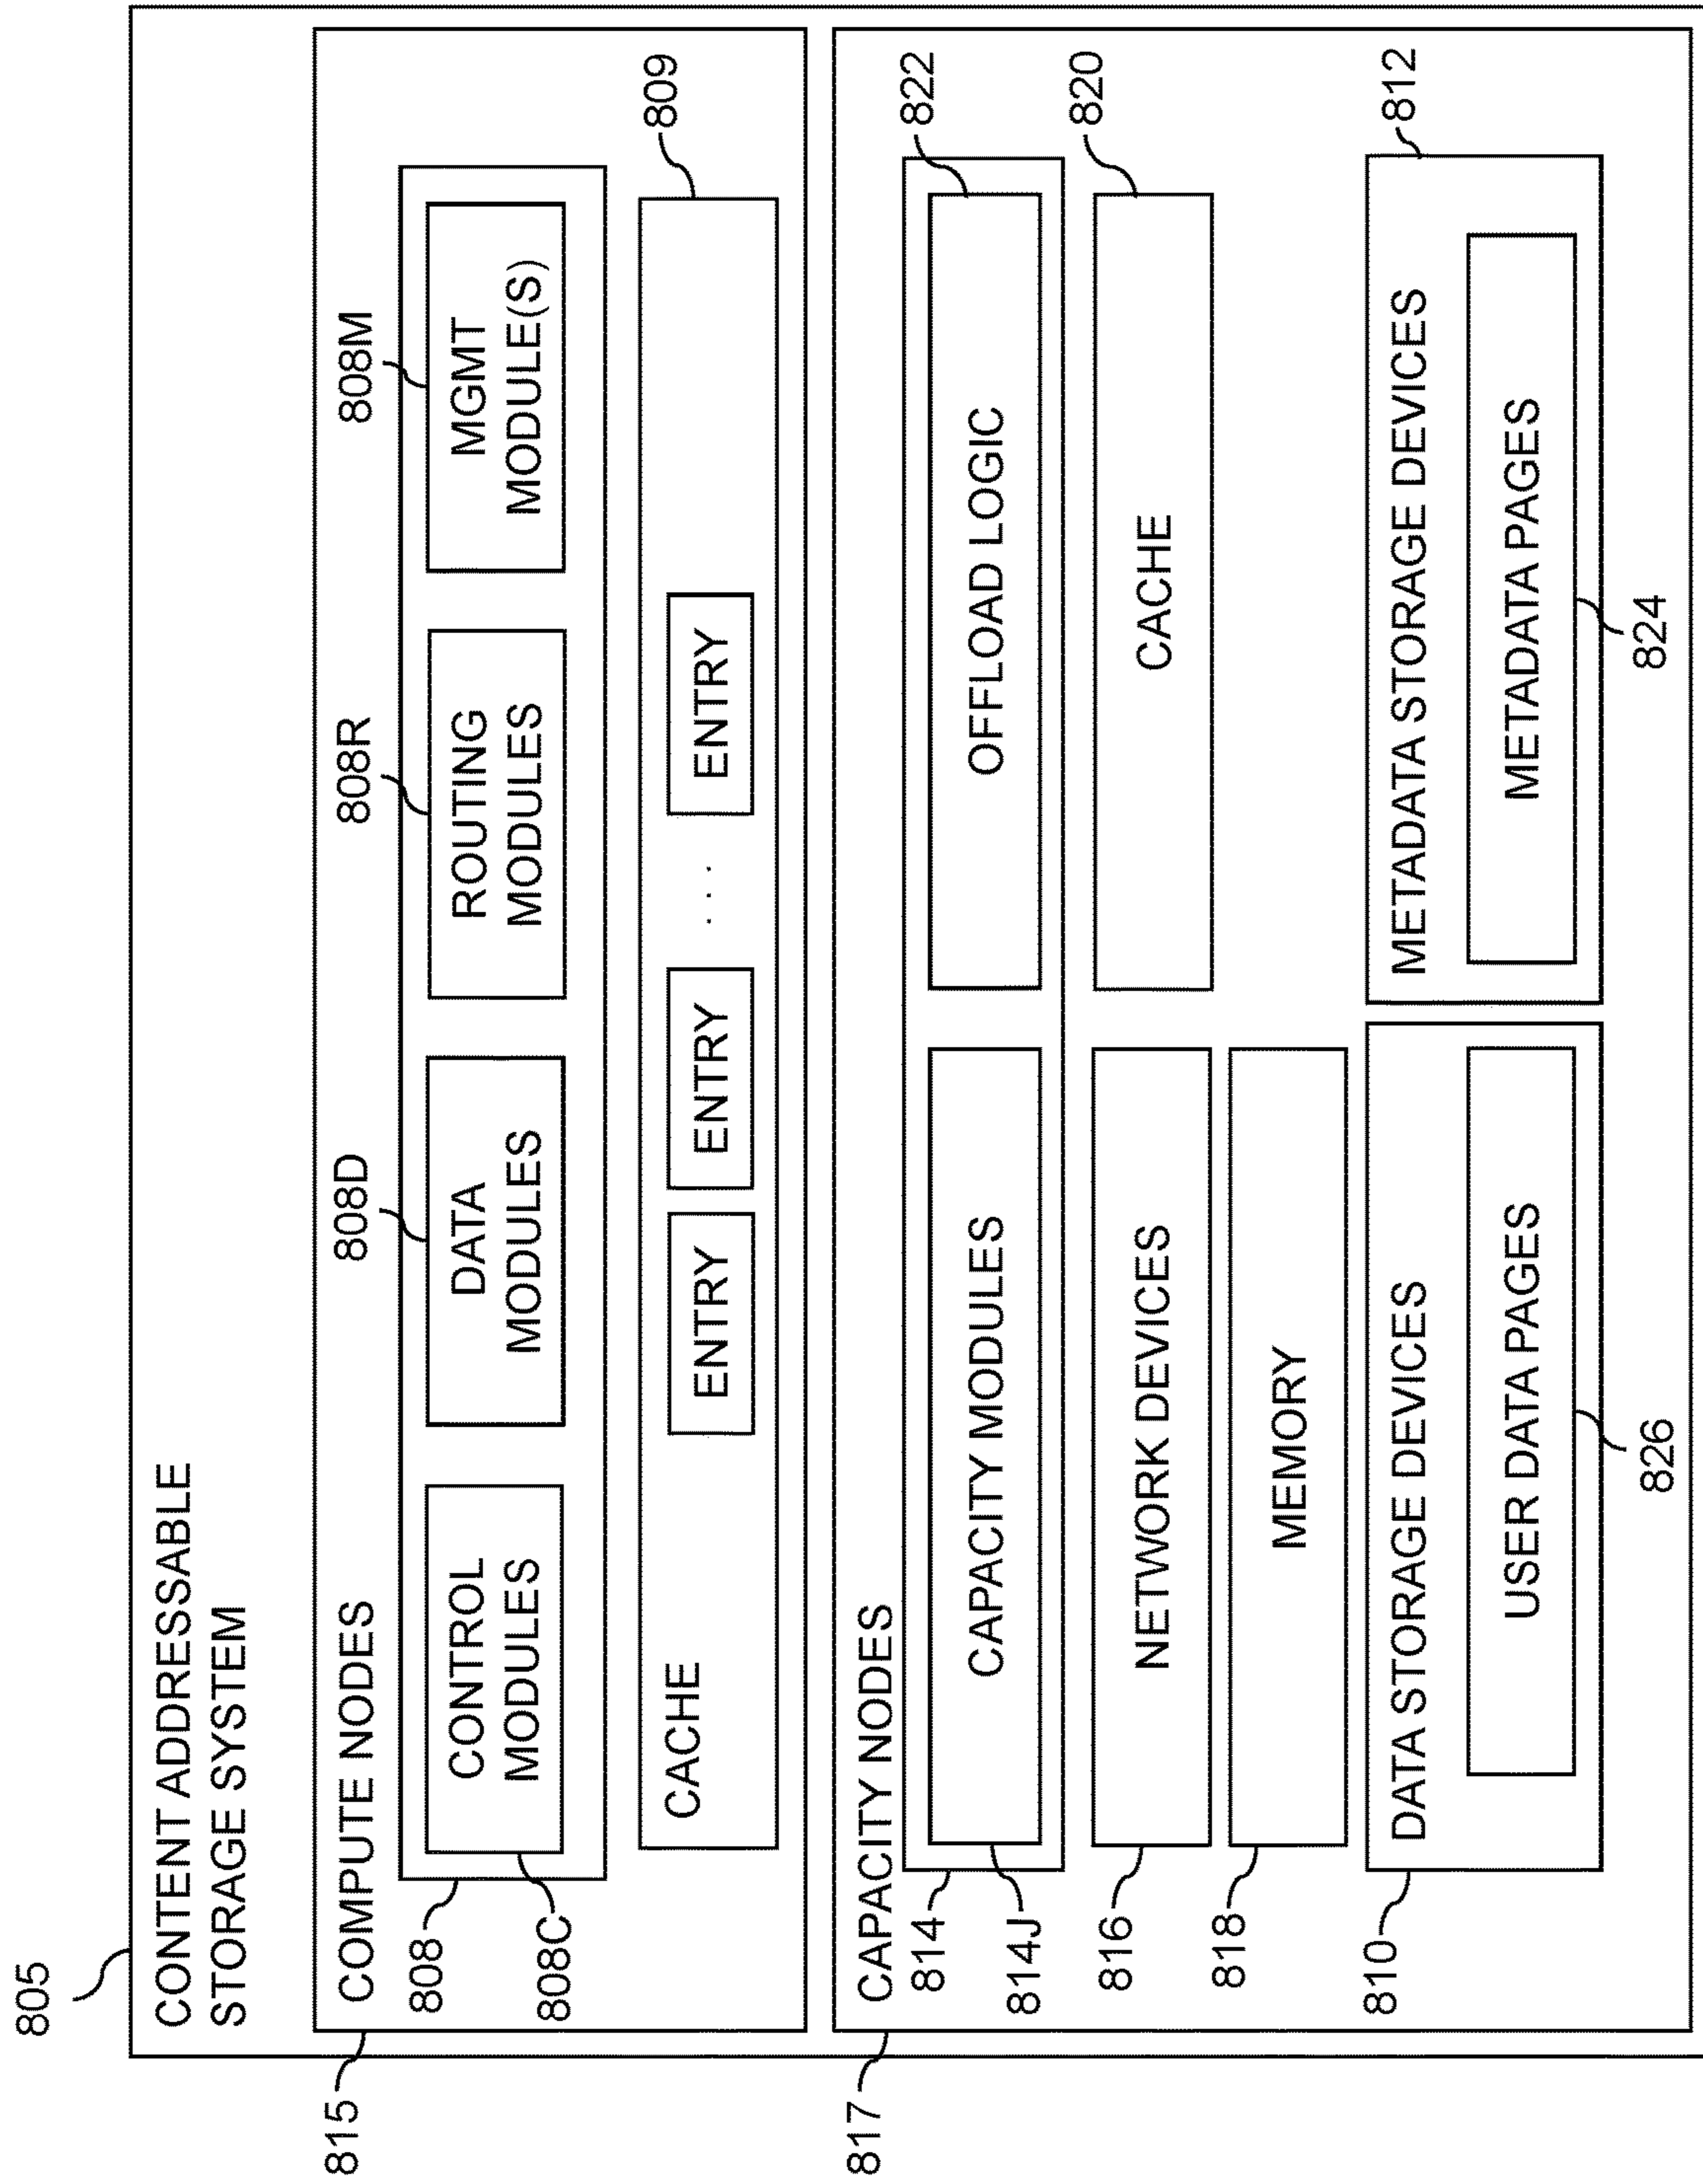 805
CONTENT ADDRESSABLE
STORAGE SYSTEM
815
COMPUTE NODES
808D
808R
808M
808
808C
CONTROL
MODULES
DATA
MODULES
ROUTING
MODULES
MGMT
MODULE(S)
CACHE
ENTRY
ENTRY
. . .
ENTRY
809
817
CAPACITY NODES
814
814J
CAPACITY MODULES
OFFLOAD LOGIC
822
816
NETWORK DEVICES
CACHE
820
818
MEMORY
810
DATA STORAGE DEVICES
USER DATA PAGES
826
METADATA STORAGE DEVICES
812
METADATA PAGES
824